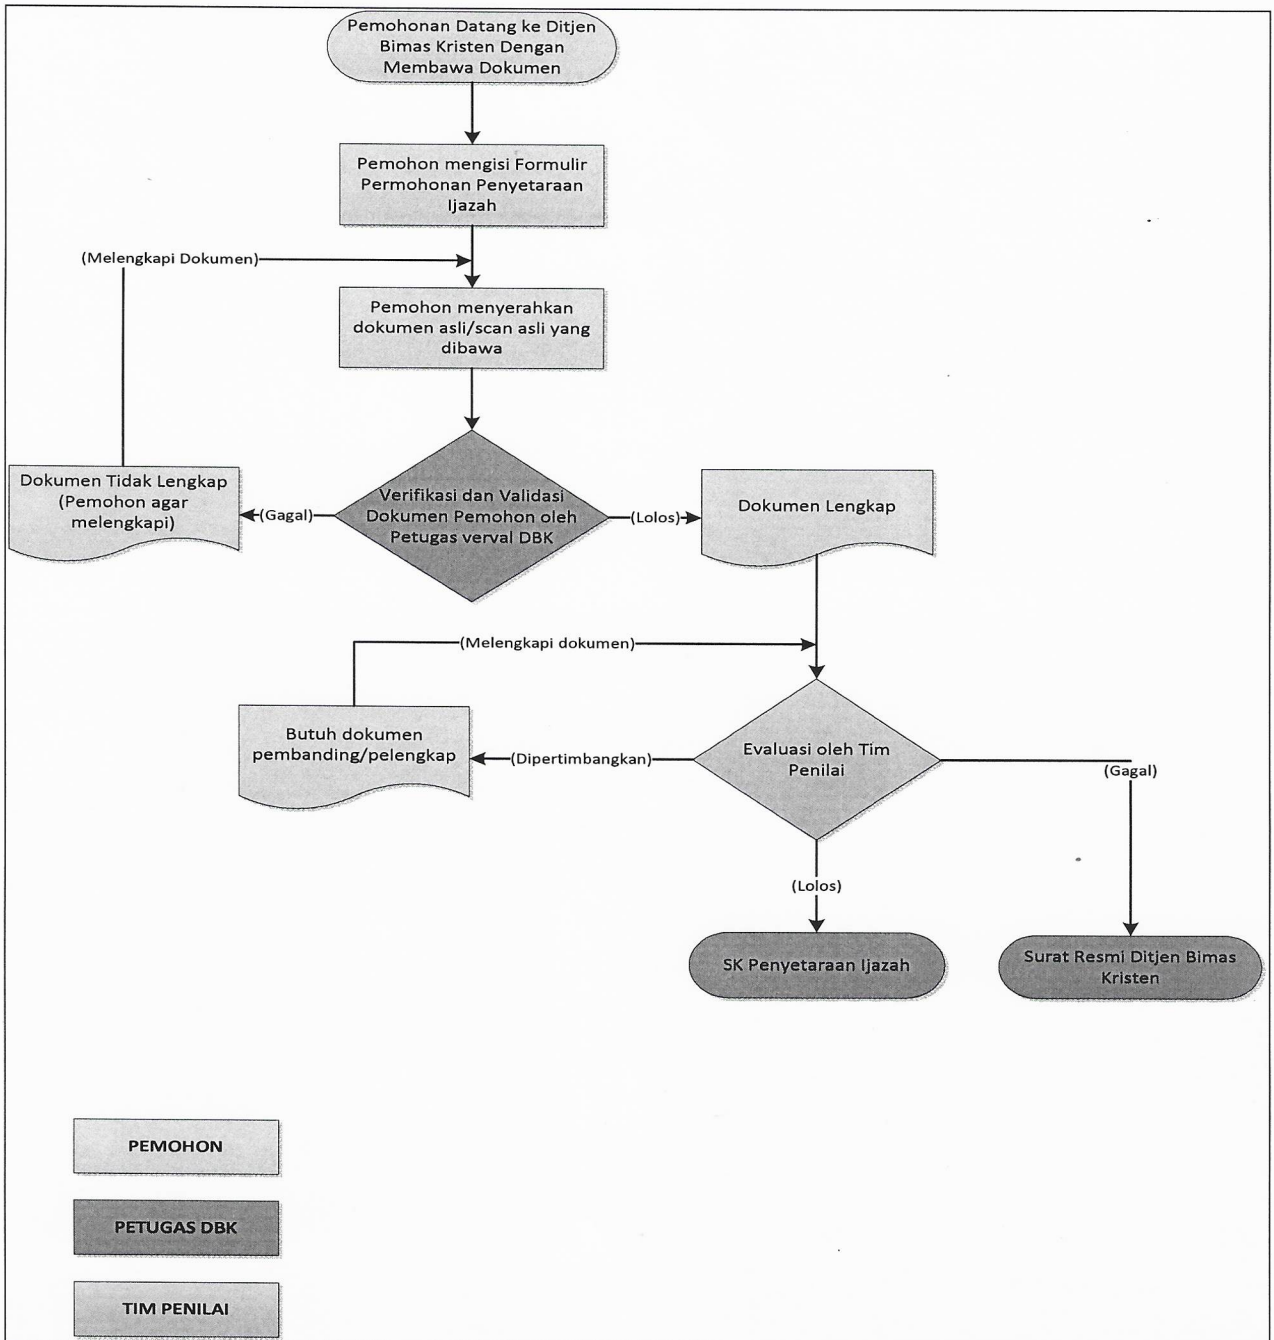 Pemohonan Datang ke Ditjen
Bimas Kristen Dengan
Membawa Dokumen
Pemohon mengisi Formulir
Permohonan Penyetaraan
Ijazah
(Melengkapi Dokumen)
Pemohon menyerahkan
dokumen asli/scan asli yang
dibawa
Dokumen Tidak Lengkap
(Pemohon agar
melengkapi)
(Gagal)
Verifikasi dan Validasi
Dokumen Pemohon oleh
Petugas verval DBK
(Lolos)
Dokumen Lengkap
(Melengkapi dokumen)
Butuh dokumen
pembanding/pelengkap
(Dipertimbangkan)
Evaluasi oleh Tim
Penilai
(Gagal)
(Lolos)
SK Penyetaraan Ijazah
Surat Resmi Ditjen Bimas
Kristen
PEMOHON
PETUGAS DBK
TIM PENILAI